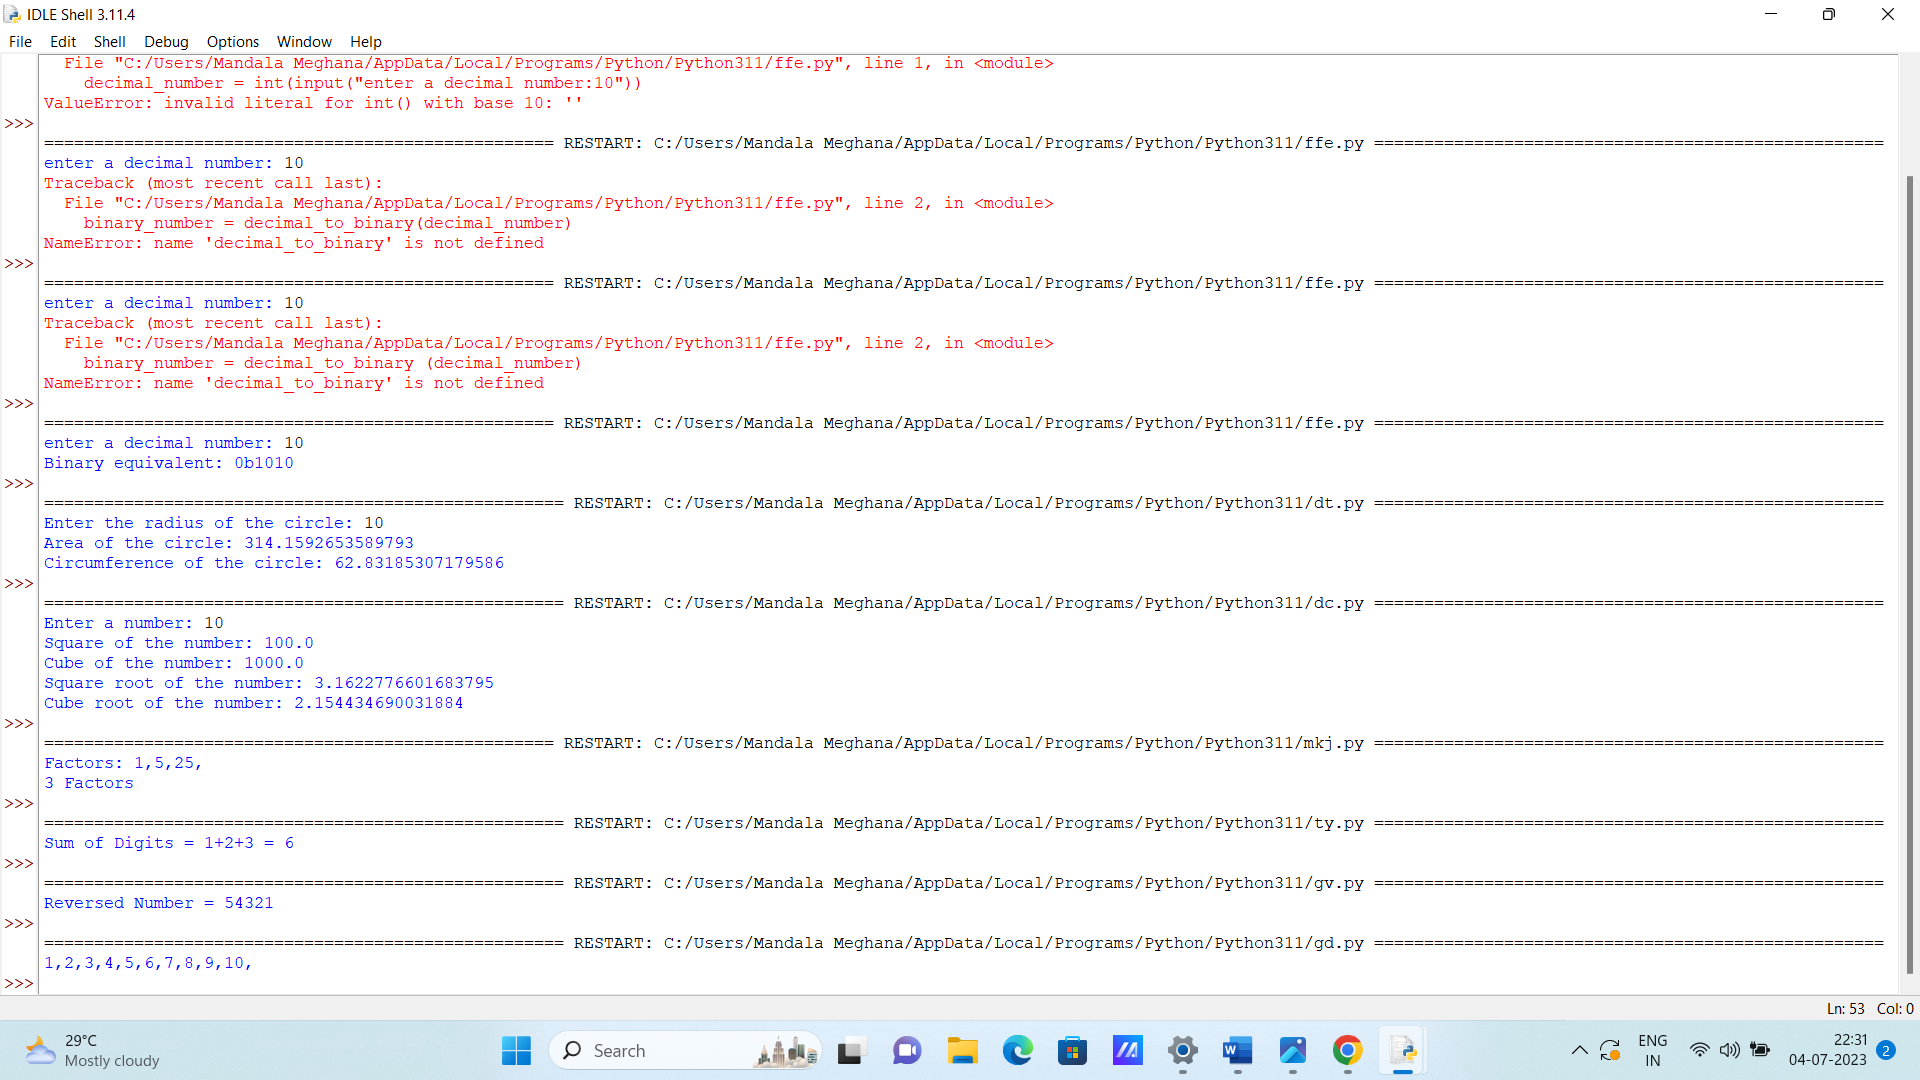 IDLE Shell 3.11.4
File Edit Shell Debug Options Window Help
  File "C:/Users/Mandala Meghana/AppData/Local/Programs/Python/Python311/ffe.py", line 1, in <module>
    decimal_number = int(input("enter a decimal number:10"))
ValueError: invalid literal for int() with base 10: ''
>>>
=================================================== RESTART: C:/Users/Mandala Meghana/AppData/Local/Programs/Python/Python311/ffe.py ===================================================
enter a decimal number: 10
Traceback (most recent call last):
  File "C:/Users/Mandala Meghana/AppData/Local/Programs/Python/Python311/ffe.py", line 2, in <module>
    binary_number = decimal_to_binary(decimal_number)
NameError: name 'decimal_to_binary' is not defined
>>>
=================================================== RESTART: C:/Users/Mandala Meghana/AppData/Local/Programs/Python/Python311/ffe.py ===================================================
enter a decimal number: 10
Traceback (most recent call last):
  File "C:/Users/Mandala Meghana/AppData/Local/Programs/Python/Python311/ffe.py", line 2, in <module>
    binary_number = decimal_to_binary (decimal_number)
NameError: name 'decimal_to_binary' is not defined
>>>
=================================================== RESTART: C:/Users/Mandala Meghana/AppData/Local/Programs/Python/Python311/ffe.py ===================================================
enter a decimal number: 10
Binary equivalent: 0b1010
>>>
==================================================== RESTART: C:/Users/Mandala Meghana/AppData/Local/Programs/Python/Python311/dt.py ===================================================
Enter the radius of the circle: 10
Area of the circle: 314.1592653589793
Circumference of the circle: 62.83185307179586
>>>
==================================================== RESTART: C:/Users/Mandala Meghana/AppData/Local/Programs/Python/Python311/dc.py ===================================================
Enter a number: 10
Square of the number: 100.0
Cube of the number: 1000.0
Square root of the number: 3.1622776601683795
Cube root of the number: 2.154434690031884
>>>
=================================================== RESTART: C:/Users/Mandala Meghana/AppData/Local/Programs/Python/Python311/mkj.py ===================================================
Factors: 1,5,25,
3 Factors
>>>
==================================================== RESTART: C:/Users/Mandala Meghana/AppData/Local/Programs/Python/Python311/ty.py ===================================================
Sum of Digits = 1+2+3 = 6
>>>
==================================================== RESTART: C:/Users/Mandala Meghana/AppData/Local/Programs/Python/Python311/gv.py ===================================================
Reversed Number = 54321
>>>
==================================================== RESTART: C:/Users/Mandala Meghana/AppData/Local/Programs/Python/Python311/gd.py ===================================================
1,2,3,4,5,6,7,8,9,10,
>>>
Ln: 53 Col: 0
29°C
Mostly cloudy
Search
W
ENG
IN
22:31
04-07-2023
2